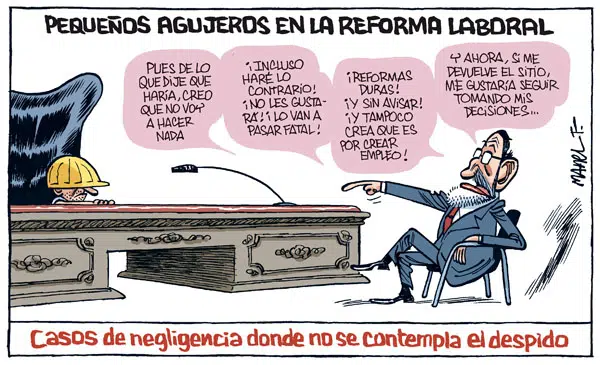 PEQUEÑOS AGUJEROS EN LA REFORMA LABORAL
PUES DE LO
QUE DIJE QUE
HARÍA, CREO
QUE NO VOY
A HACER
NADA
¡INCLUSO
HARÉ LO
CONTRARIO!
¡NO LES GUSTA-
RÁ! ¡LO VAN A
PASAR FATAL!
¡REFORMAS
DURAS!
¡Y SIN AVISAR!
¡Y TAMPOCO
CREA QUE ES
POR CREAR
EMPLEO!
Y AHORA, SI ME
DEVUELVE EL SITIO,
ME GUSTARÍA SEGUIR
TOMANDO MIS
DECISIONES...
MANEL F.
Casos de negligencia donde no se contempla el despido